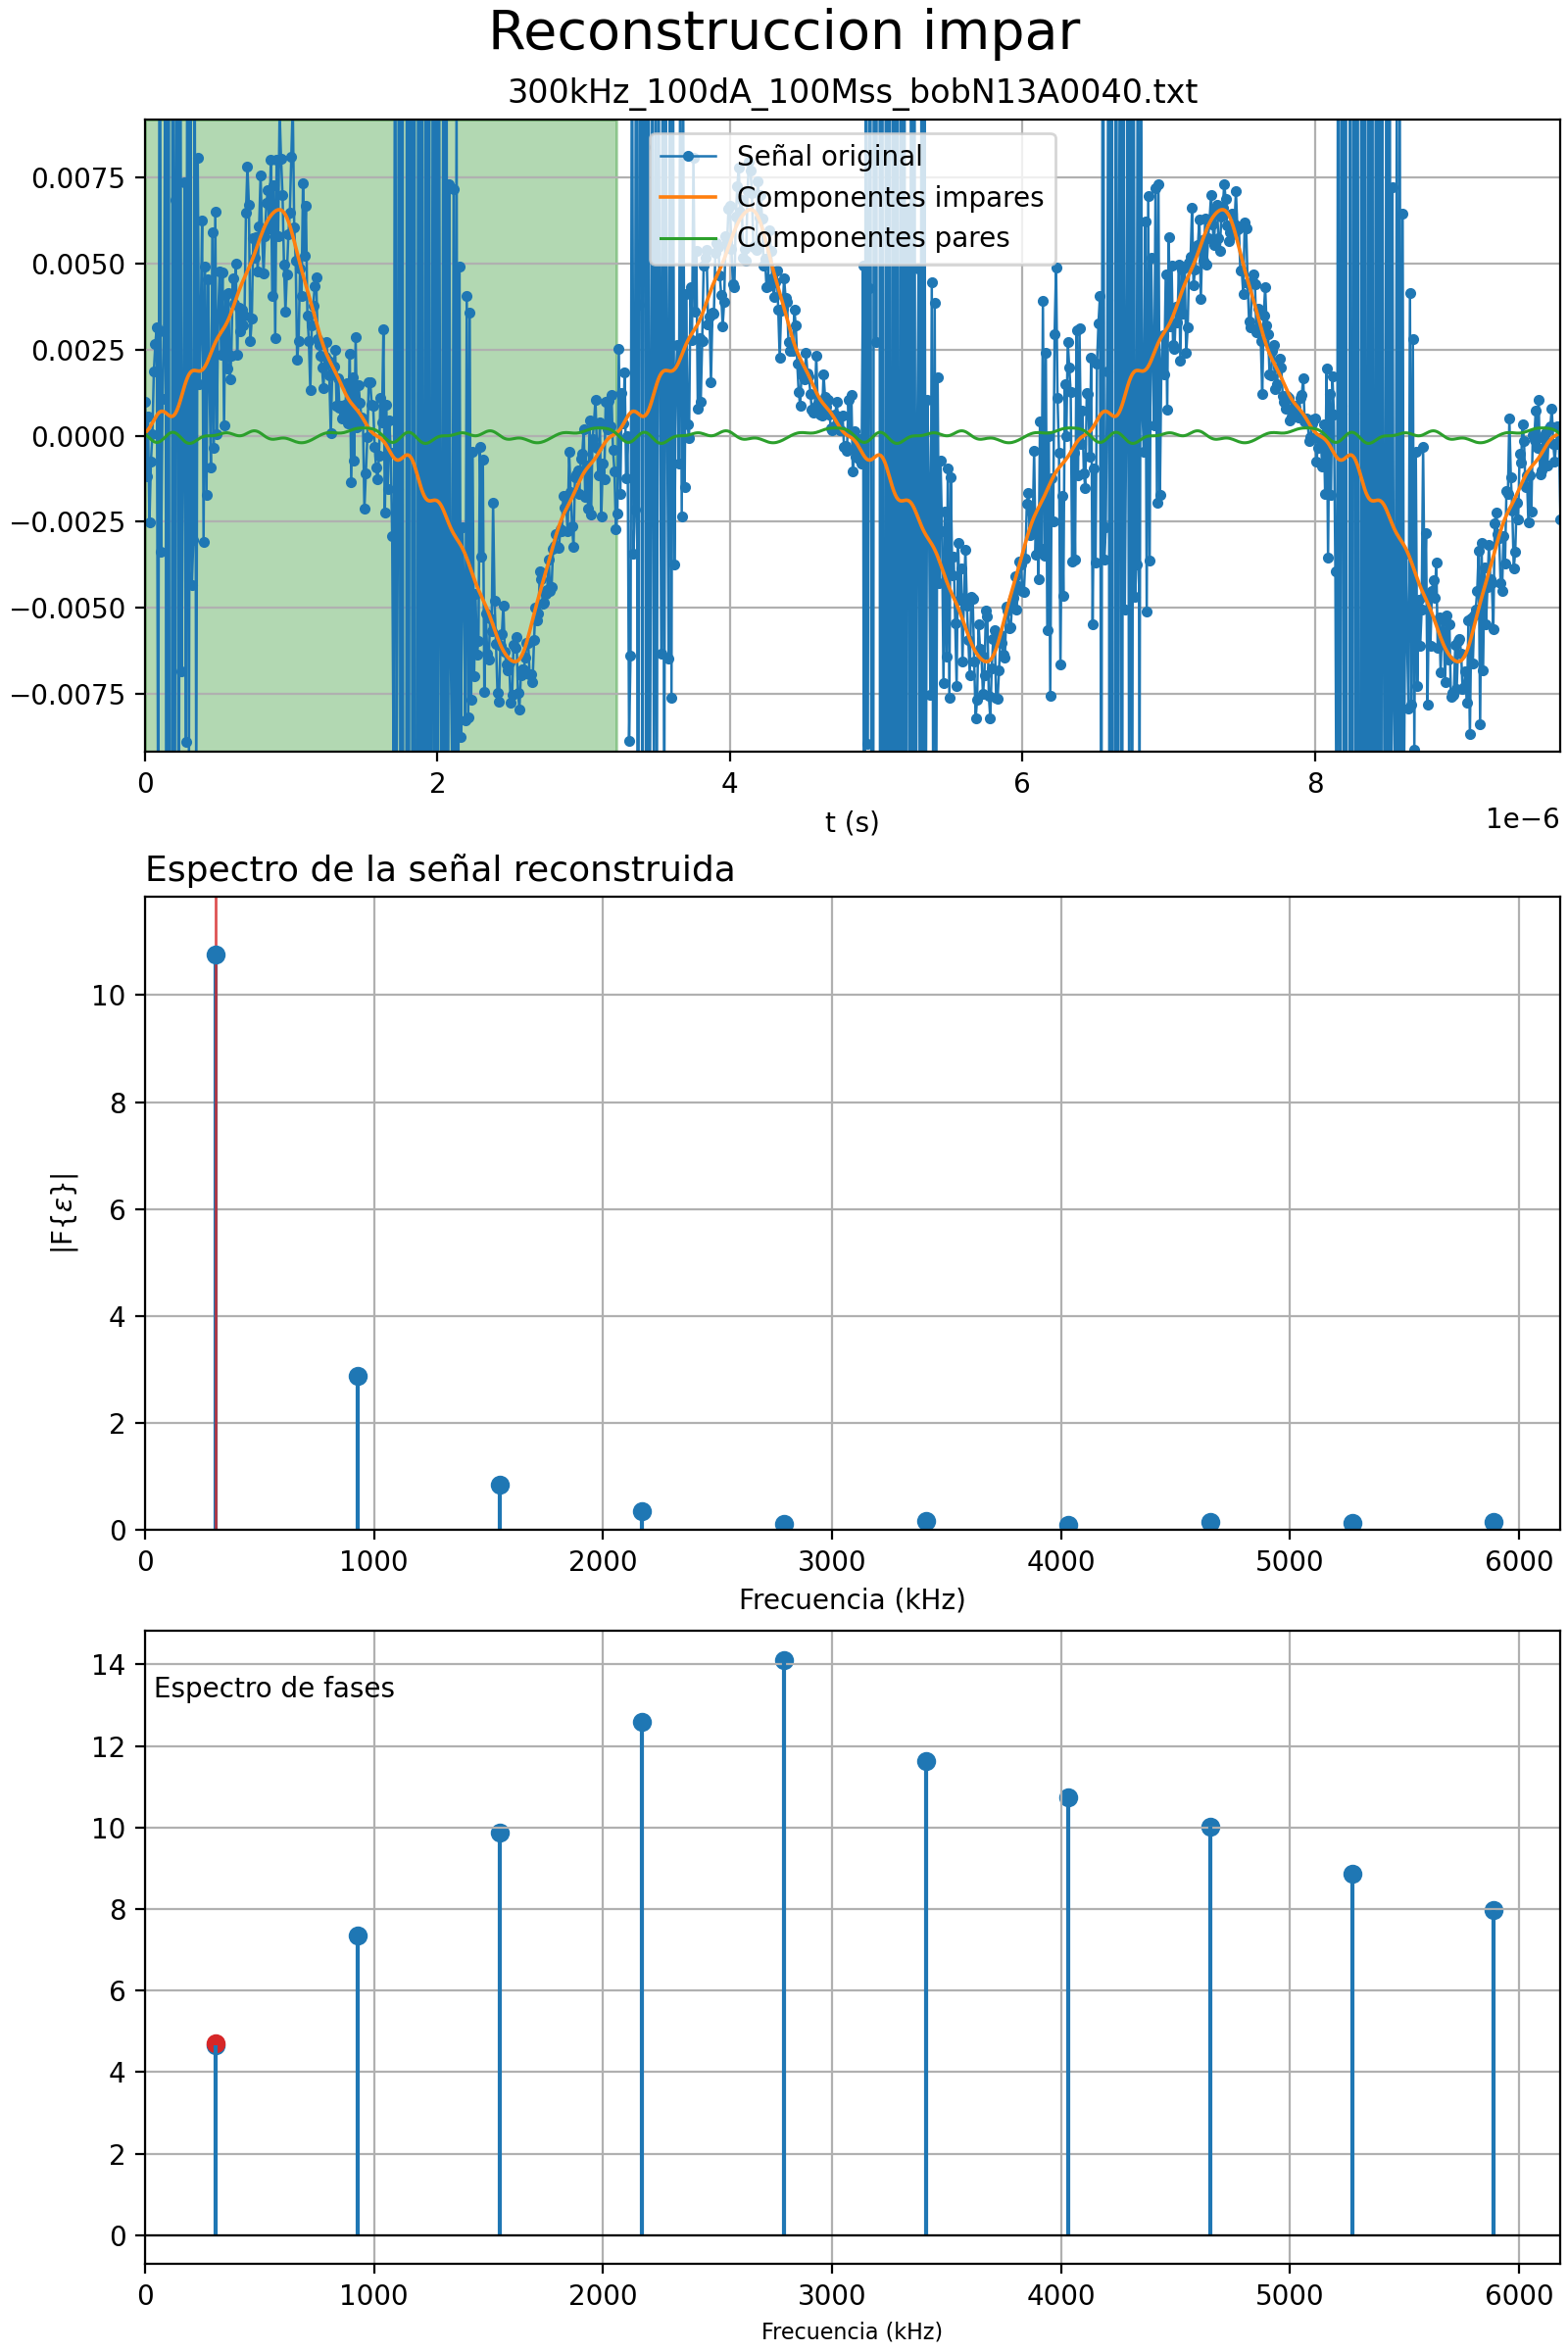 Reconstruccion impar
300kHz_100dA_100Mss_bobN13A0040.txt
Señal original
Componentes impares
Componentes pares
0.0075
0.0050
0.0025
0.0000
−0.0025
−0.0050
−0.0075
0 2 4 6 8
1e−6
t (s)
Espectro de la señal reconstruida
|F{ε}|
10
8
6
4
2
0
0 1000 2000 3000 4000 5000 6000
Frecuencia (kHz)
Espectro de fases
14
12
10
8
6
4
2
0
0 1000 2000 3000 4000 5000 6000
Frecuencia (kHz)